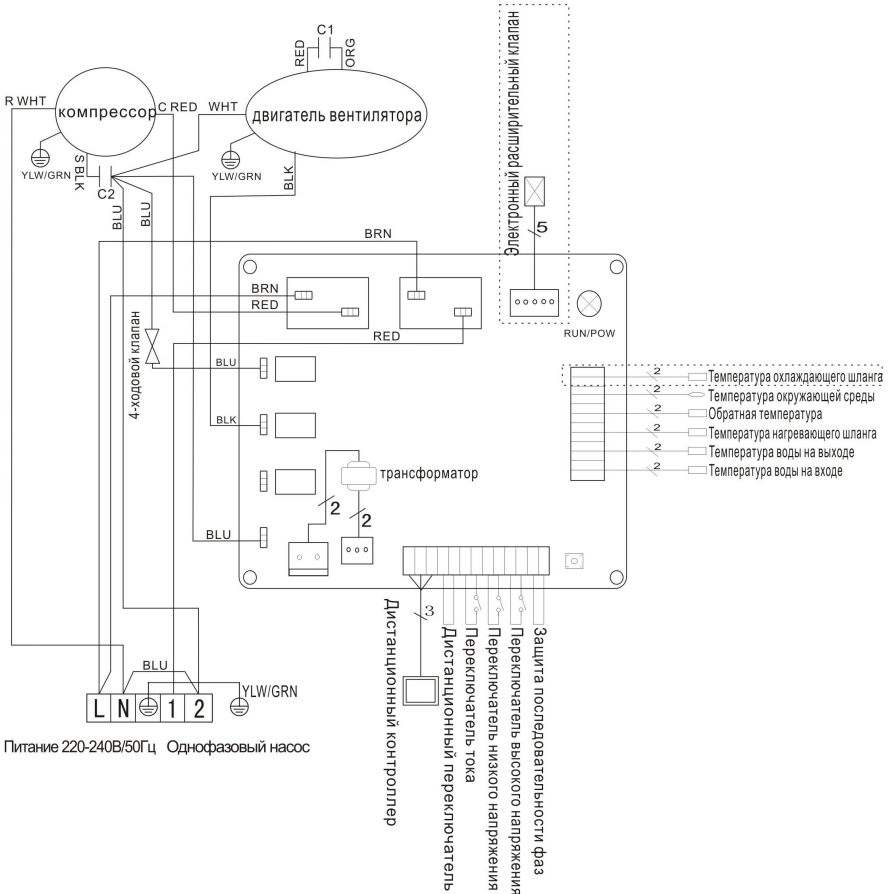 C1
RED
ORG
R WHT
компрессор
C RED
WHT
двигатель вентилятора
YLW/GRN
S BLK
C2
YLW/GRN
BLK
BLU
BLU
Электронный расширительный клапан
5
BRN
BRN
RED
RED
RUN/POW
4-ходовой клапан
BLU
BLK
BLU
трансформатор
2
2
2 Температура охлаждающего шланга
2 Температура окружающей среды
2 Обратная температура
2 Температура нагревающего шланга
2 Температура воды на выходе
2 Температура воды на входе
3
Дистанционный контроллер
Дистанционный переключатель
Переключатель тока
Переключатель низкого напряжения
Переключатель высокого напряжения
Защита последовательности фаз
BLU
YLW/GRN
L N 1 2
Питание 220-240В/50Гц Однофазовый насос